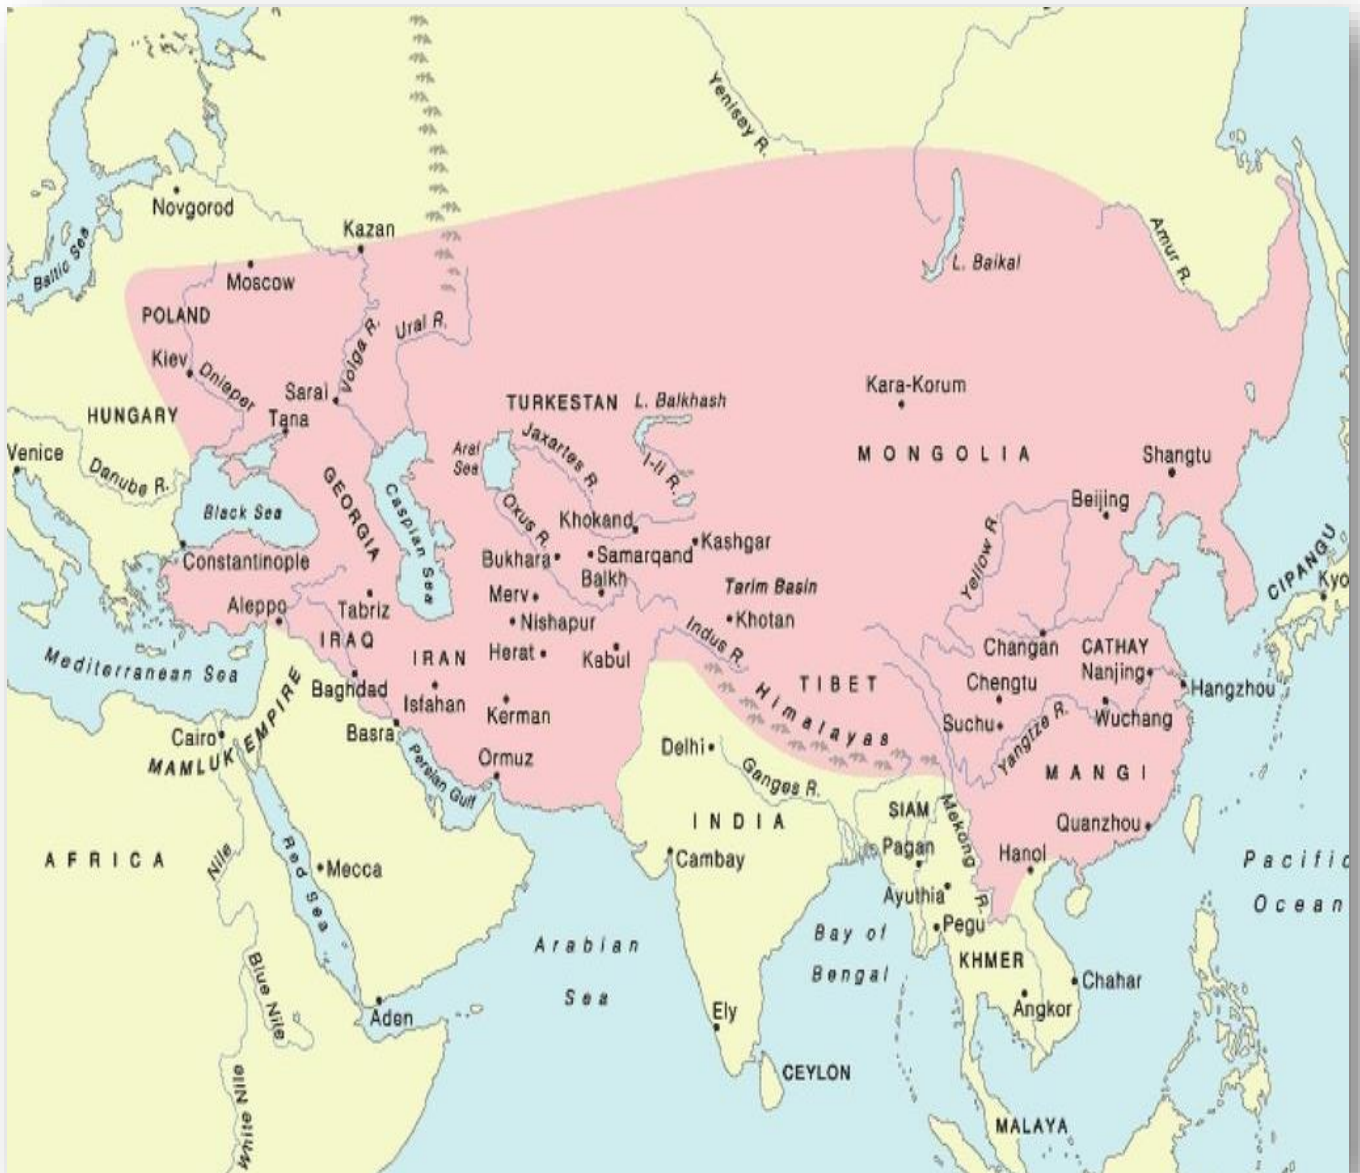 Yenisey R.
Novgorod
Baltic Sea
Kazan
Amur R.
Moscow
L. Baikal
POLAND
Ural R.
Volga R.
Kiev
Dnieper
Sarai
Kara-Korum
TURKESTAN
L. Balkhash
HUNGARY
Tana
Jaxartes R.
Aral
Sea
MONGOLIA
Venice
Danube R.
Shangtu
I-li R.
GEORGIA
Caspian Sea
Beijing
Black Sea
Oxus R.
Khokand
Yellow R.
Kashgar
Constantinople
Bukhara
Samarqand
CIPANGU
Balkh
Tarim Basin
Kyo
Merv
Aleppo
Tabriz
Nishapur
Khotan
IRAQ
Indus R.
Changan
CATHAY
Herat
Kabul
IRAN
Mediterranean Sea
Nanjing
TIBET
Chengtu
Hangzhou
Baghdad
Isfahan
Himalayas
Kerman
Suchu
Yangtze R.
Wuchang
Cairo
MAMLUK EMPIRE
Basra
Delhi
Ormuz
Persian Gulf
Ganges R.
MANGI
SIAM
Mekong R.
INDIA
Quanzhou
Pagan
Hanoi
AFRICA
Nile
Red Sea
Mecca
Cambay
Pacific
Ocean
Ayuthia
Pegu
Arabian
Sea
Bay of
Bengal
KHMER
Blue Nile
Chahar
Angkor
Aden
Ely
CEYLON
White Nile
MALAYA